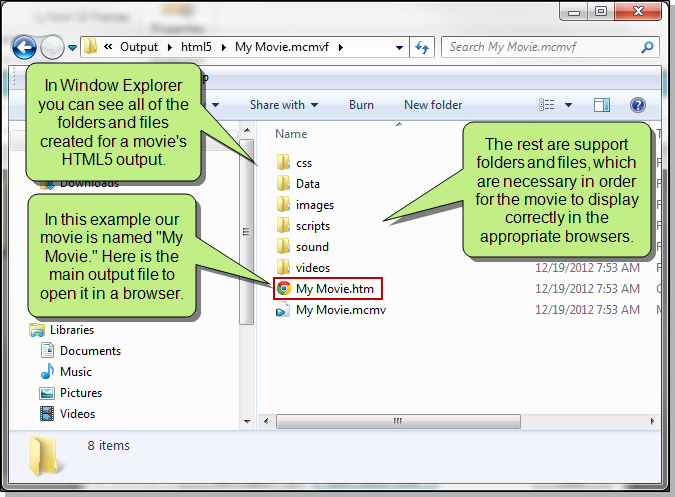 « Output ▸ html5 ▸ My Movie.mcmvf ▸
Search My Movie.mcmvf
Share with
Burn
New folder
In Window Explorer
you can see all of the
folders and files
created for a movie's
HTML5 output.
Downloads
In this example our
movie is named "My
Movie." Here is the
main output file to
open it in a browser.
Libraries
Documents
Music
Pictures
Videos
Name
css
Data
images
scripts
sound
videos 12/19/2012 7:53 AM
My Movie.htm 12/19/2012 7:53 AM
My Movie.mcmv 12/19/2012 7:53 AM
The rest are support
folders and files, which
are necessary in order
for the movie to display
correctly in the
appropriate browsers.
8 items